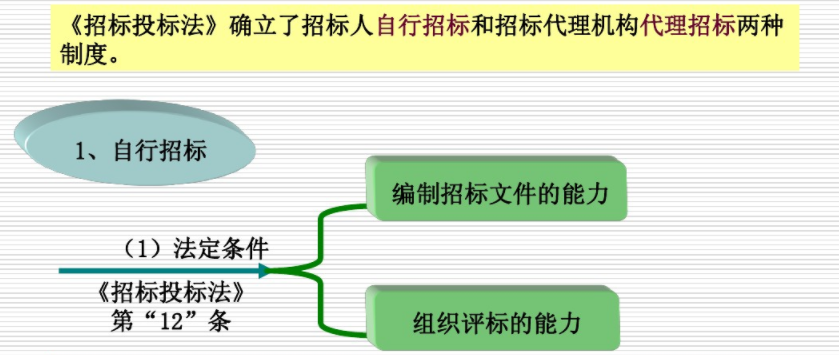 《招标投标法》确立了招标人自行招标和招标代理机构代理招标两种
制度。
1、自行招标
编制招标文件的能力
（1）法定条件
《招标投标法》
第“12”条
组织评标的能力